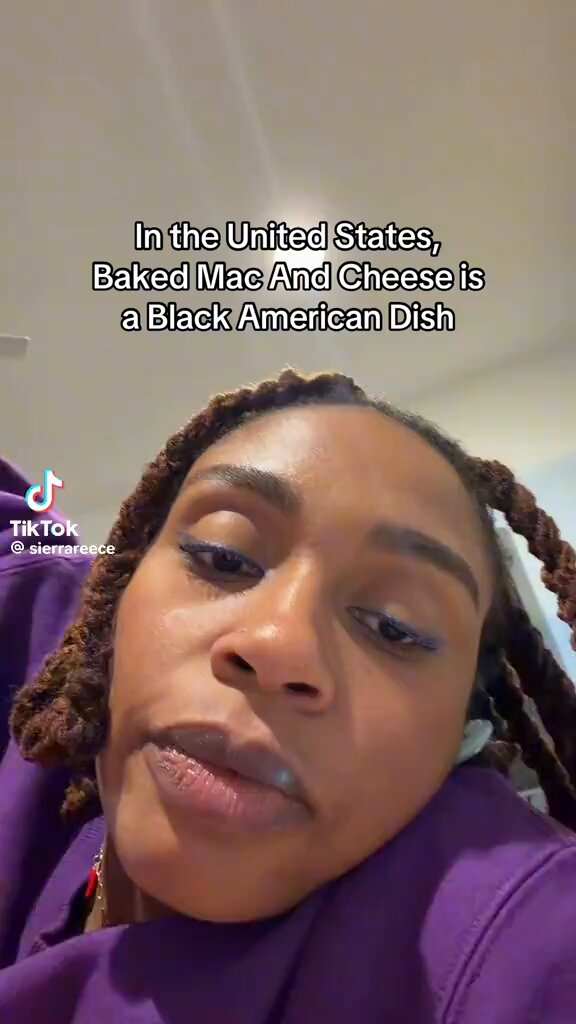 In the United States,
Baked Mac And Cheese is
a Black American Dish
TikTok
@ sierrareece